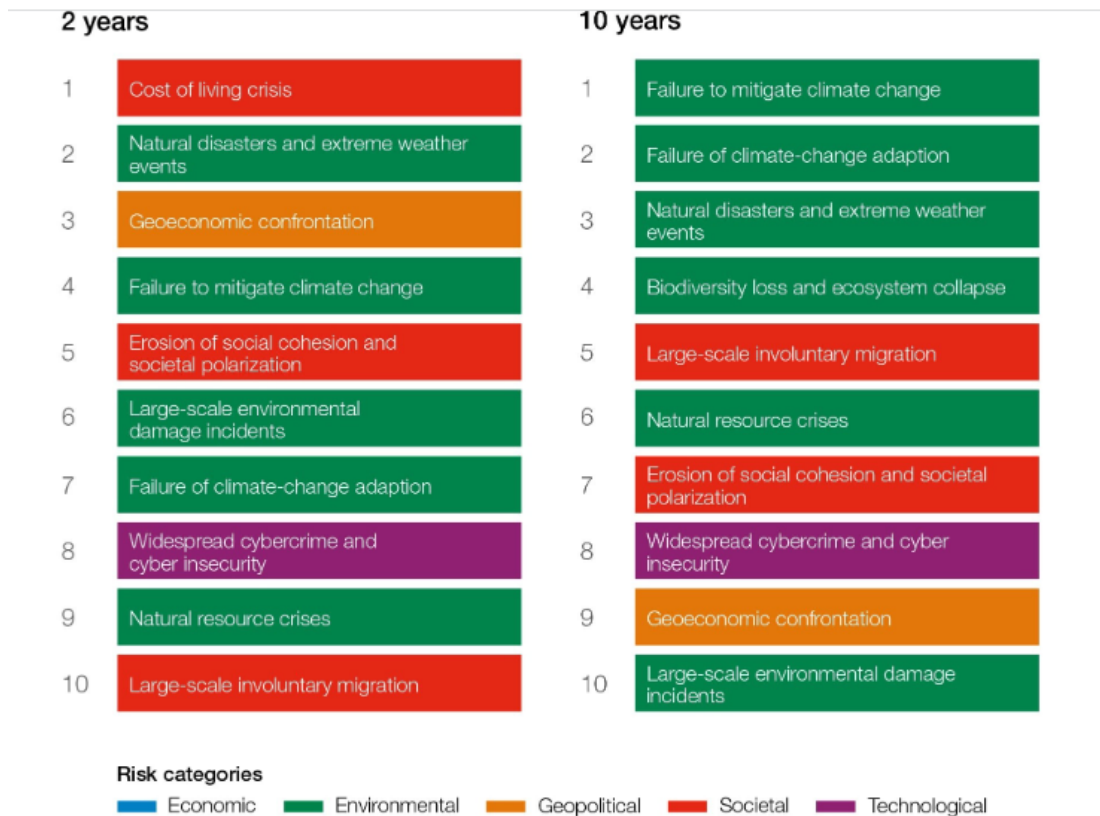 2 years
1
Cost of living crisis
2
Natural disasters and extreme weather
events
3
Geoeconomic confrontation
4
Failure to mitigate climate change
5
Erosion of social cohesion and
societal polarization
6
Large-scale environmental
damage incidents
7
Failure of climate-change adaption
8
Widespread cybercrime and
cyber insecurity
9
Natural resource crises
10
Large-scale involuntary migration
10 years
1
Failure to mitigate climate change
2
Failure of climate-change adaption
3
Natural disasters and extreme weather
events
4
Biodiversity loss and ecosystem collapse
5
Large-scale involuntary migration
6
Natural resource crises
7
Erosion of social cohesion and societal
polarization
8
Widespread cybercrime and cyber
insecurity
9
Geoeconomic confrontation
10
Large-scale environmental damage
incidents
Risk categories
Economic Environmental Geopolitical Societal Technological